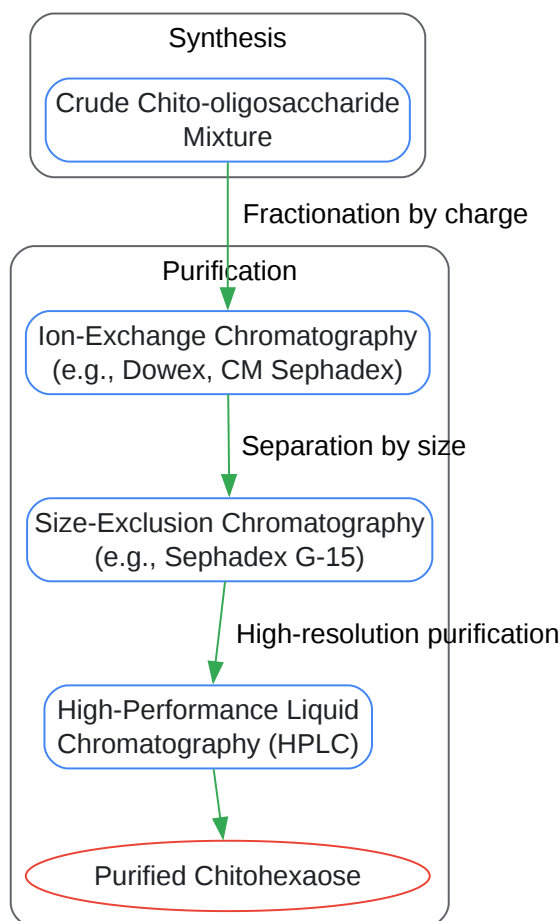 Synthesis
Crude Chito-oligosaccharide
Mixture
Fractionation by charge
Purification
Ion-Exchange Chromatography
(e.g., Dowex, CM Sephadex)
Separation by size
Size-Exclusion Chromatography
(e.g., Sephadex G-15)
High-resolution purification
High-Performance Liquid
Chromatography (HPLC)
Purified Chitohexaose